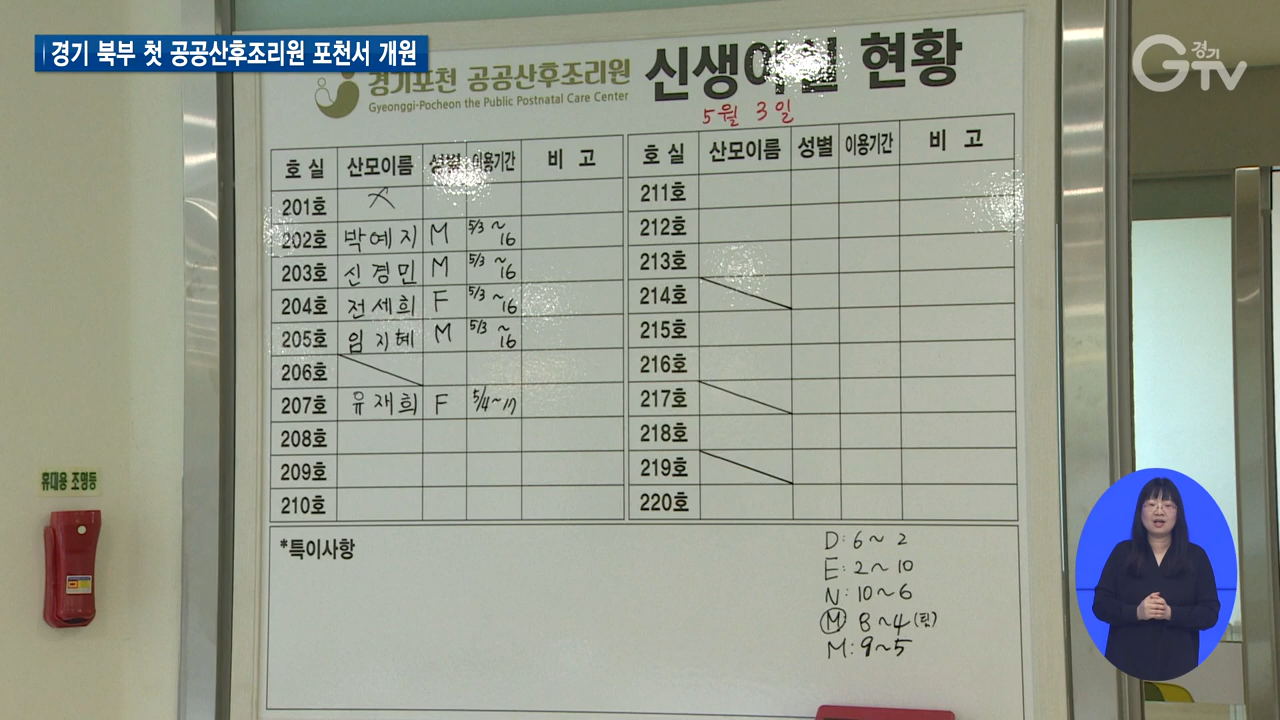 경기 북부 첫 공공산후조리원 포천서 개원
경기 GTV
경기포천 공공산후조리원
Gyeonggi-Pocheon the Public Postnatal Care Center
신생아실 현황
5월 3일
호실 산모이름 성별 이용기간 비고
201호 X
202호 박예지 M 5/3 ~ 16
203호 신경민 M 5/3 ~ 16
204호 전세희 F 5/3 ~ 16
205호 임지혜 M 5/3 ~ 16
206호
207호 유재희 F 5/4~17
208호
209호
210호
호실 산모이름 성별 이용기간 비고
211호
212호
213호
214호
215호
216호
217호
218호
219호
220호
*특이사항
D: 6~2
E: 2~10
N: 10~6
M 8~4
M: 9~5
휴대용 조명등